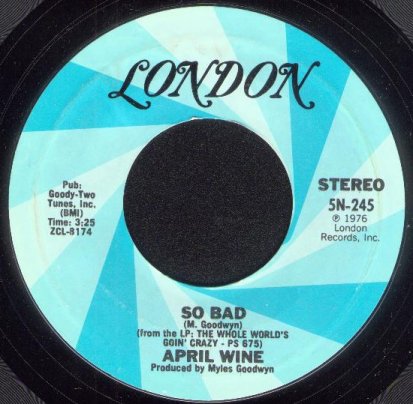 LONDON
Pub:
Goody-Two
Tunes, Inc.
(BMI)
Time: 3:25
ZCL-8174
STEREO
5N-245
℗ 1976
London
Records, Inc.
SO BAD
(M. Goodwyn)
(from the LP: THE WHOLE WORLD'S
GOIN' CRAZY - PS 675)
APRIL WINE
Produced by Myles Goodwyn